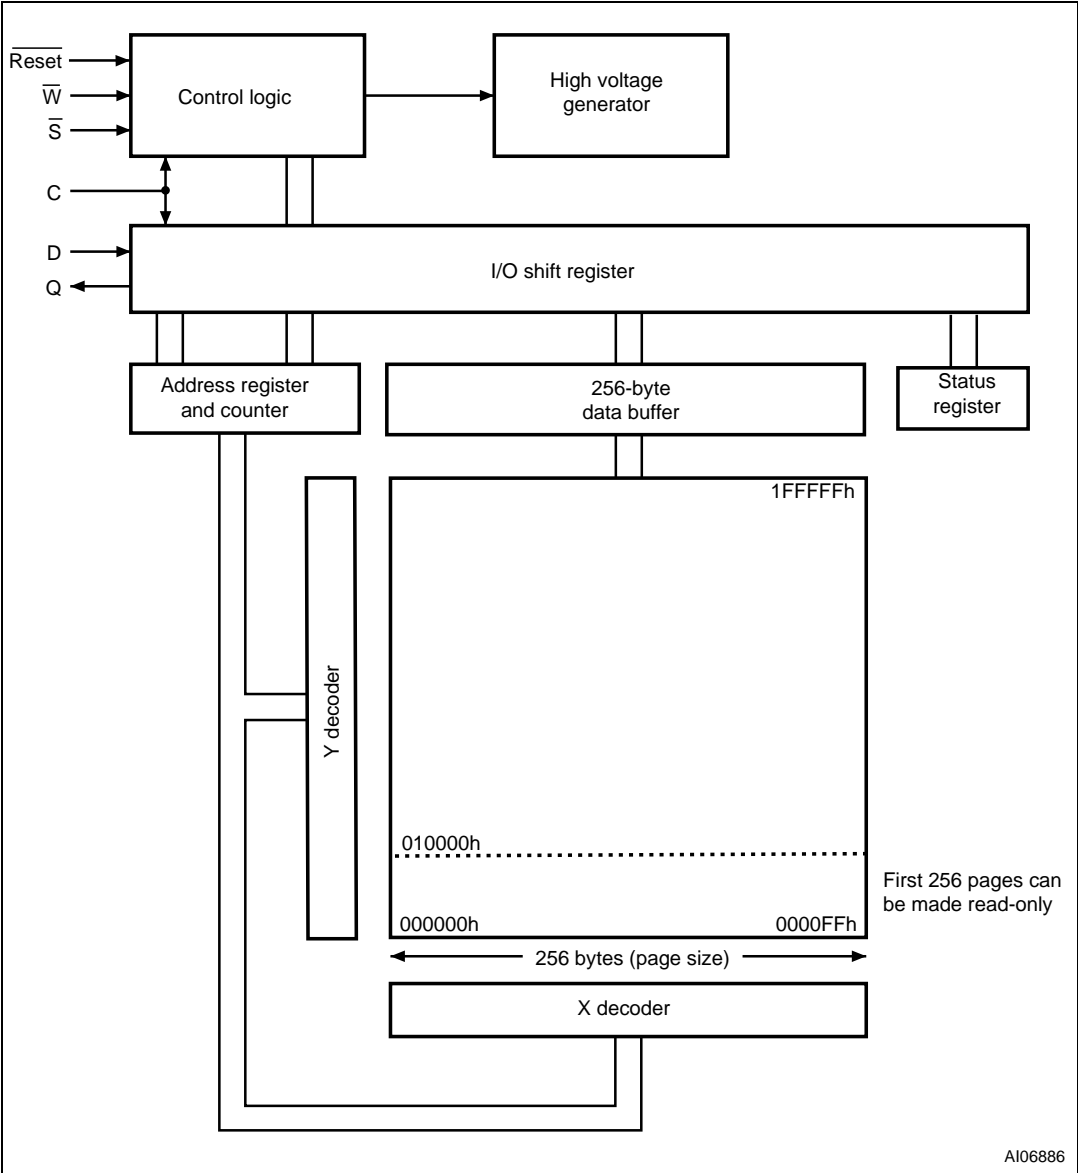 Reset
W
S
C
D
Q
Control logic
High voltage
generator
I/O shift register
Address register
and counter
256-byte
data buffer
Status
register
1FFFFFh
Y decoder
010000h
First 256 pages can
be made read-only
000000h
0000FFh
256 bytes (page size)
X decoder
AI06886